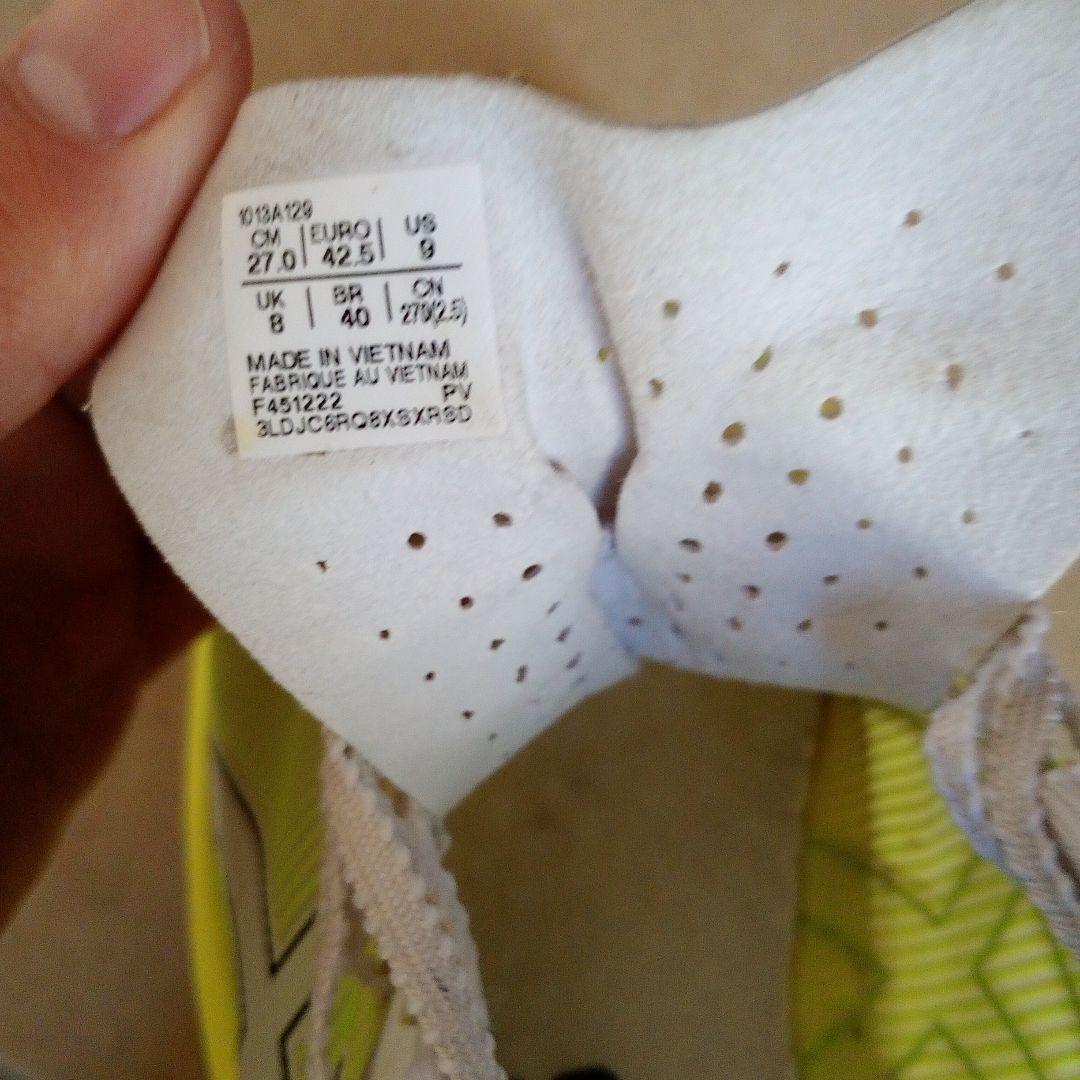 1013A129
CM | EURO | US
27.0 | 42.5 | 9
UK | BR | CN
8 | 40 | 270(2.5)
MADE IN VIETNAM
FABRIQUE AU VIETNAM
F451222 PV
3LDJC6RQ8XSXRSD